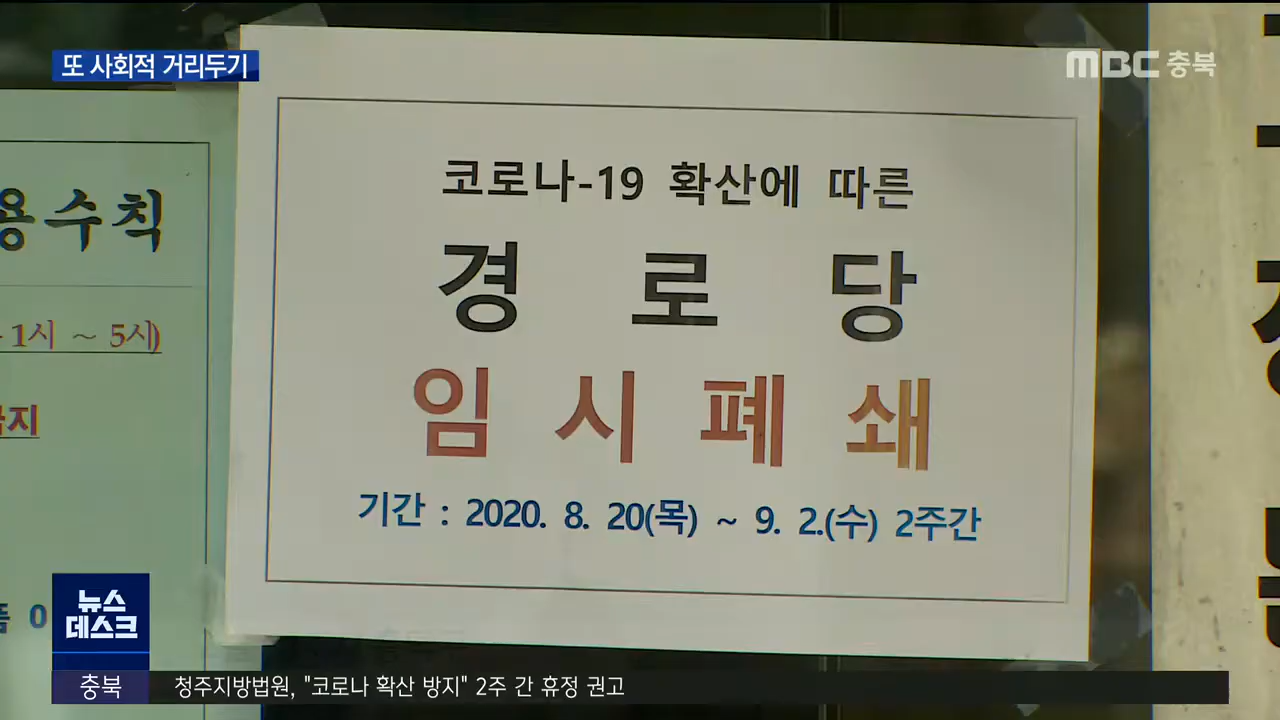 또 사회적 거리두기
MBC 충북
코로나-19 확산에 따른
경 로 당
임 시 폐 쇄
기간 : 2020. 8. 20(목) ~ 9. 2.(수) 2주간
용수칙
1시 ~ 5시)
지
0
뉴스
데스크
충북
청주지방법원, "코로나 확산 방지" 2주 간 휴정 권고